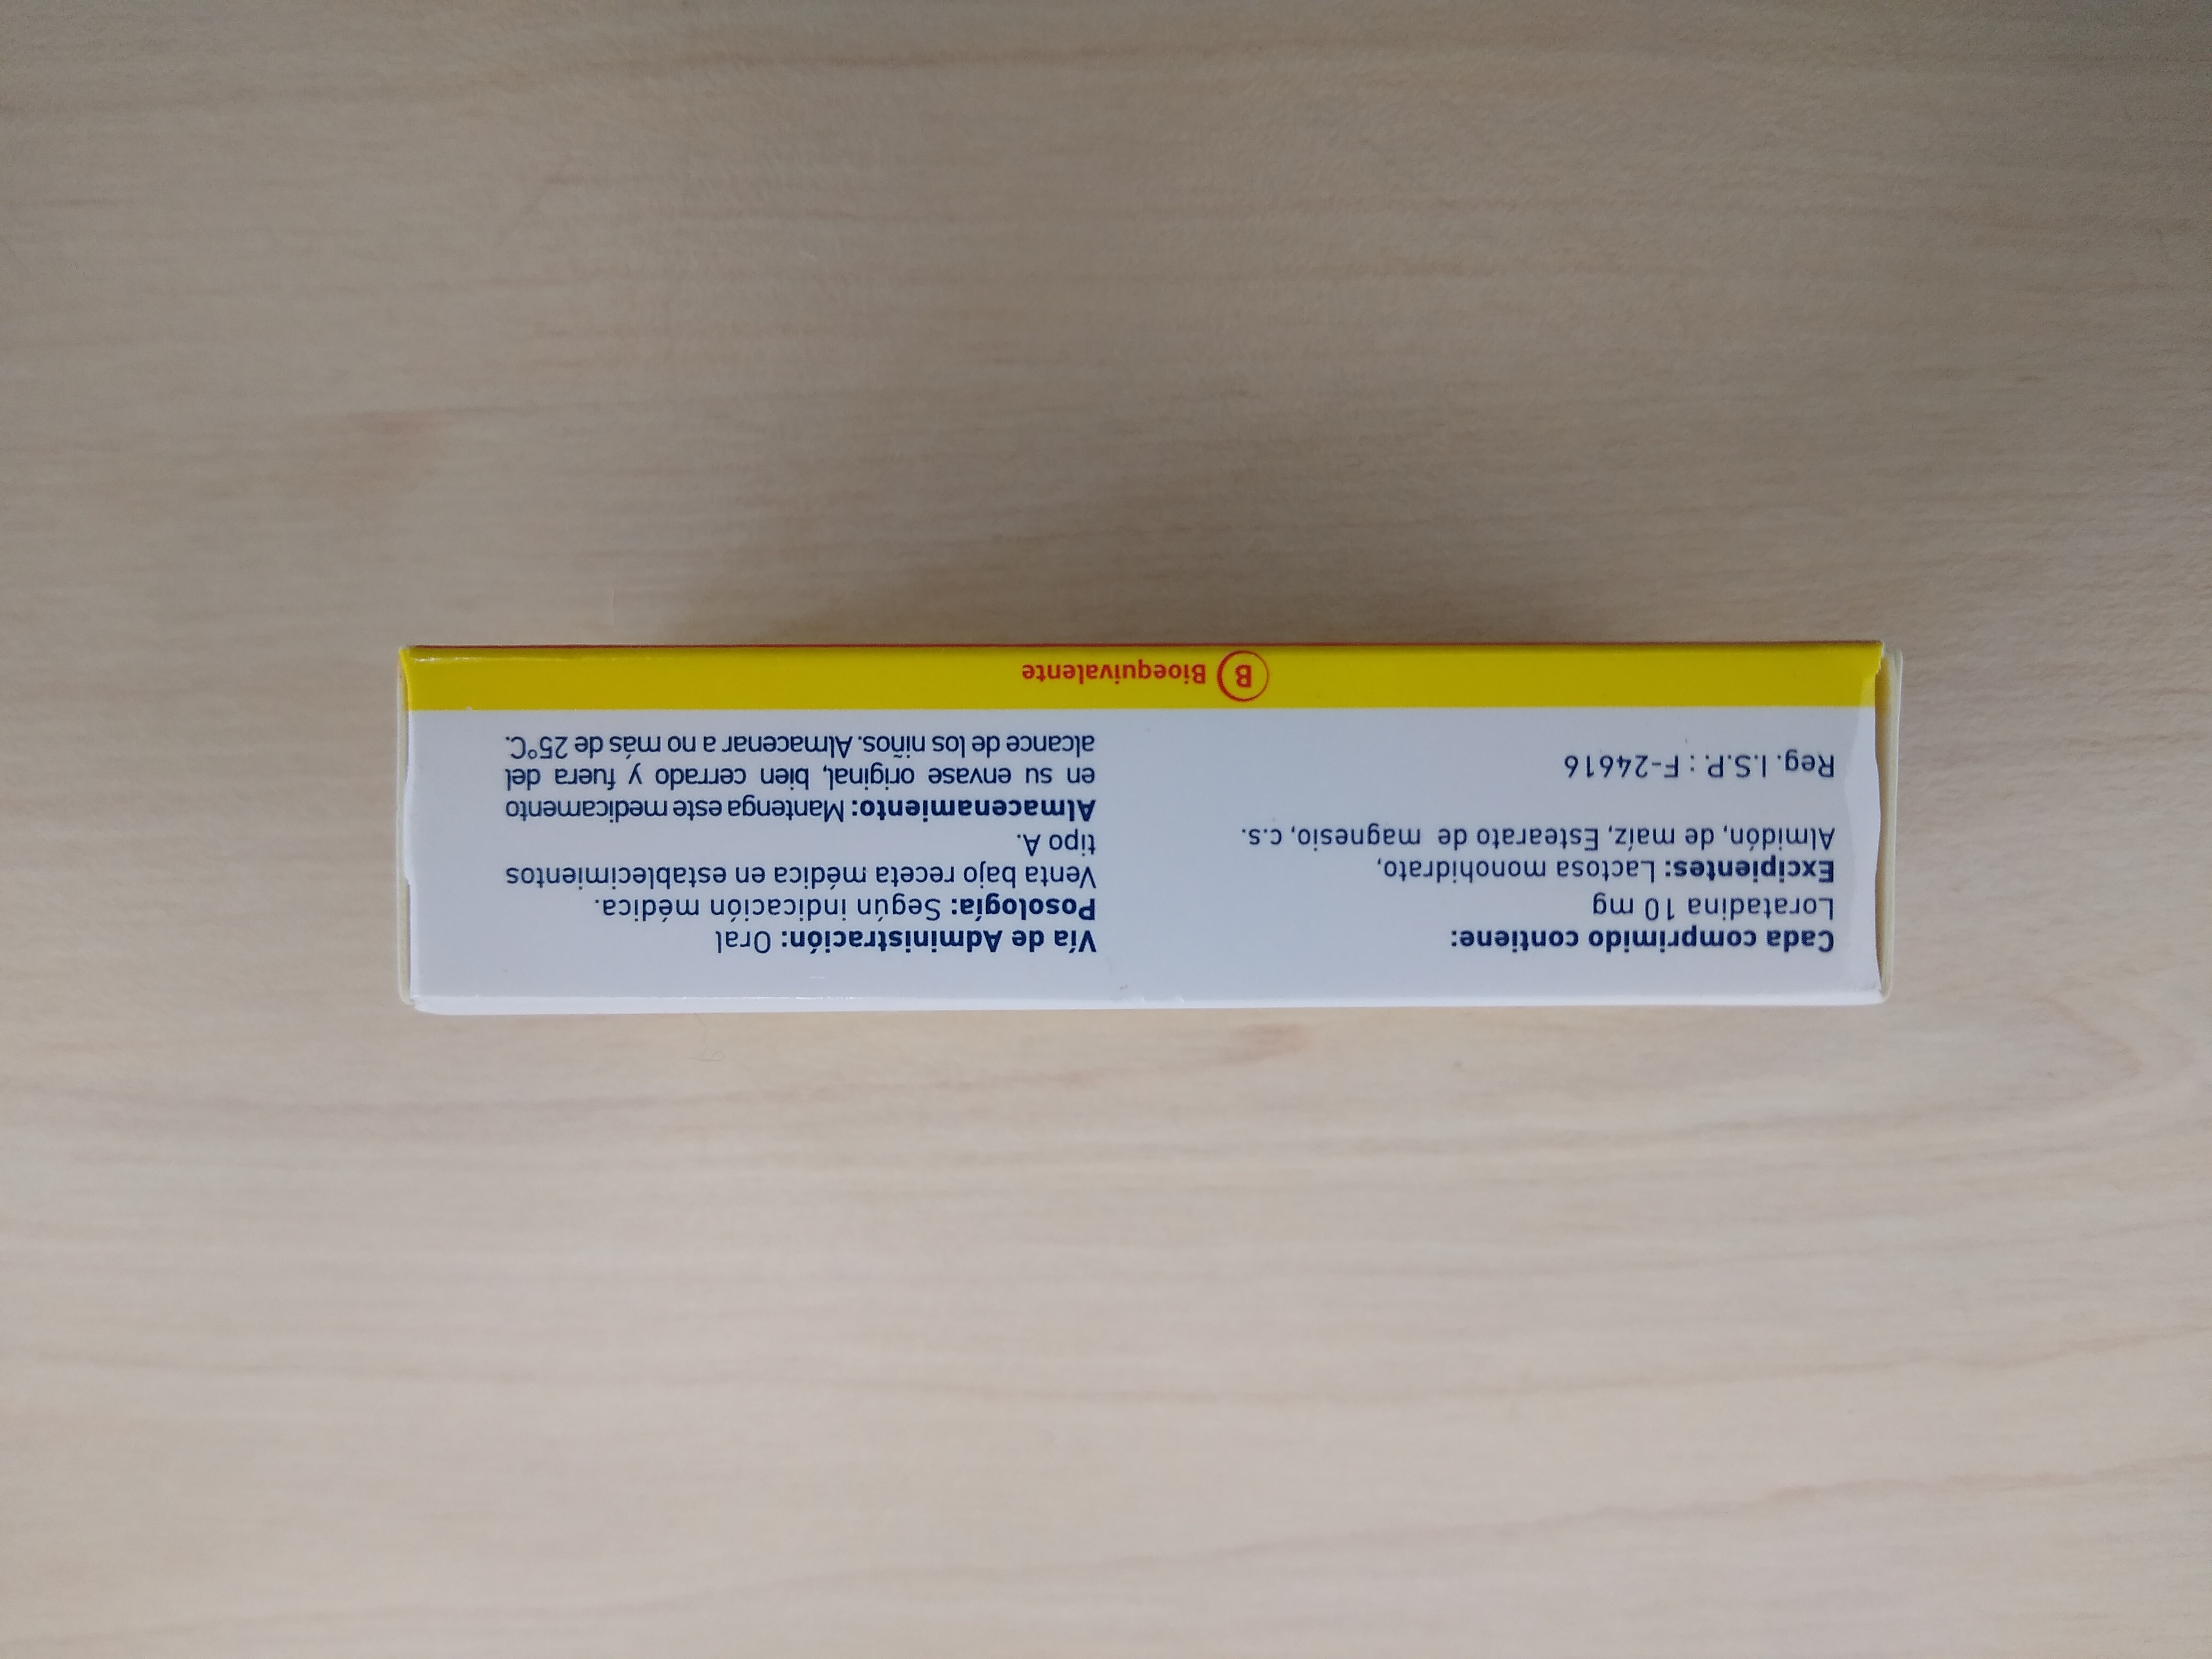 Cada comprimido contiene:
Loratadina 10 mg
Excipientes: Lactosa monohidrato,
Almidón, de maíz, Estearato de magnesio, c.s.
Reg. I.S.P. : F-24616
Vía de Administración: Oral
Posología: Según indicación médica.
Venta bajo receta médica en establecimientos
tipo A.
Almacenamiento: Mantenga este medicamento
en su envase original, bien cerrado y fuera del
alcance de los niños. Almacenar a no más de 25°C.
B Bioequivalente